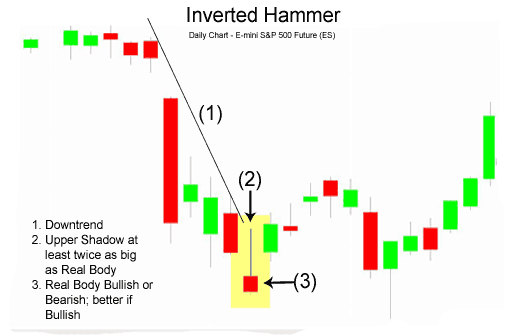 Inverted Hammer
Daily Chart - E-mini S&P 500 Future (ES)
(1)
(2)
(3)
1. Downtrend
2. Upper Shadow at
least twice as big
as Real Body
3. Real Body Bullish or
Bearish; better if
Bullish